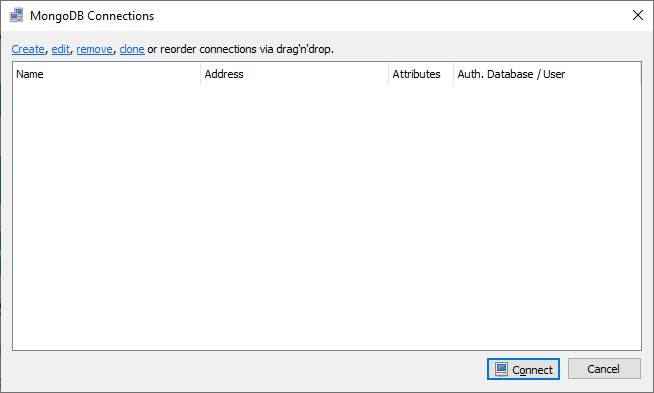 MongoDB Connections
Create, edit, remove, clone or reorder connections via drag'n'drop.
Name Address Attributes Auth. Database / User
Connect Cancel